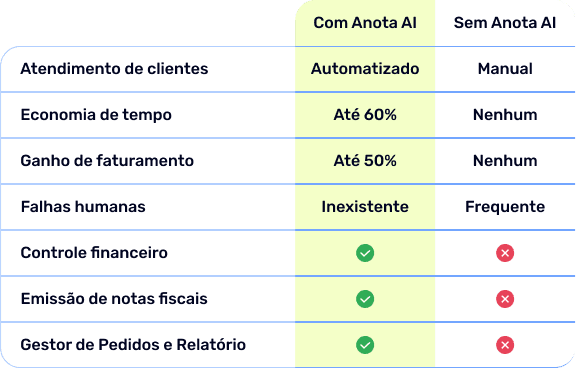 Com Anota AI Sem Anota AI
Atendimento de clientes Automatizado Manual
Economia de tempo Até 60% Nenhum
Ganho de faturamento Até 50% Nenhum
Falhas humanas Inexistente Frequente
Controle financeiro
Emissão de notas fiscais
Gestor de Pedidos e Relatório